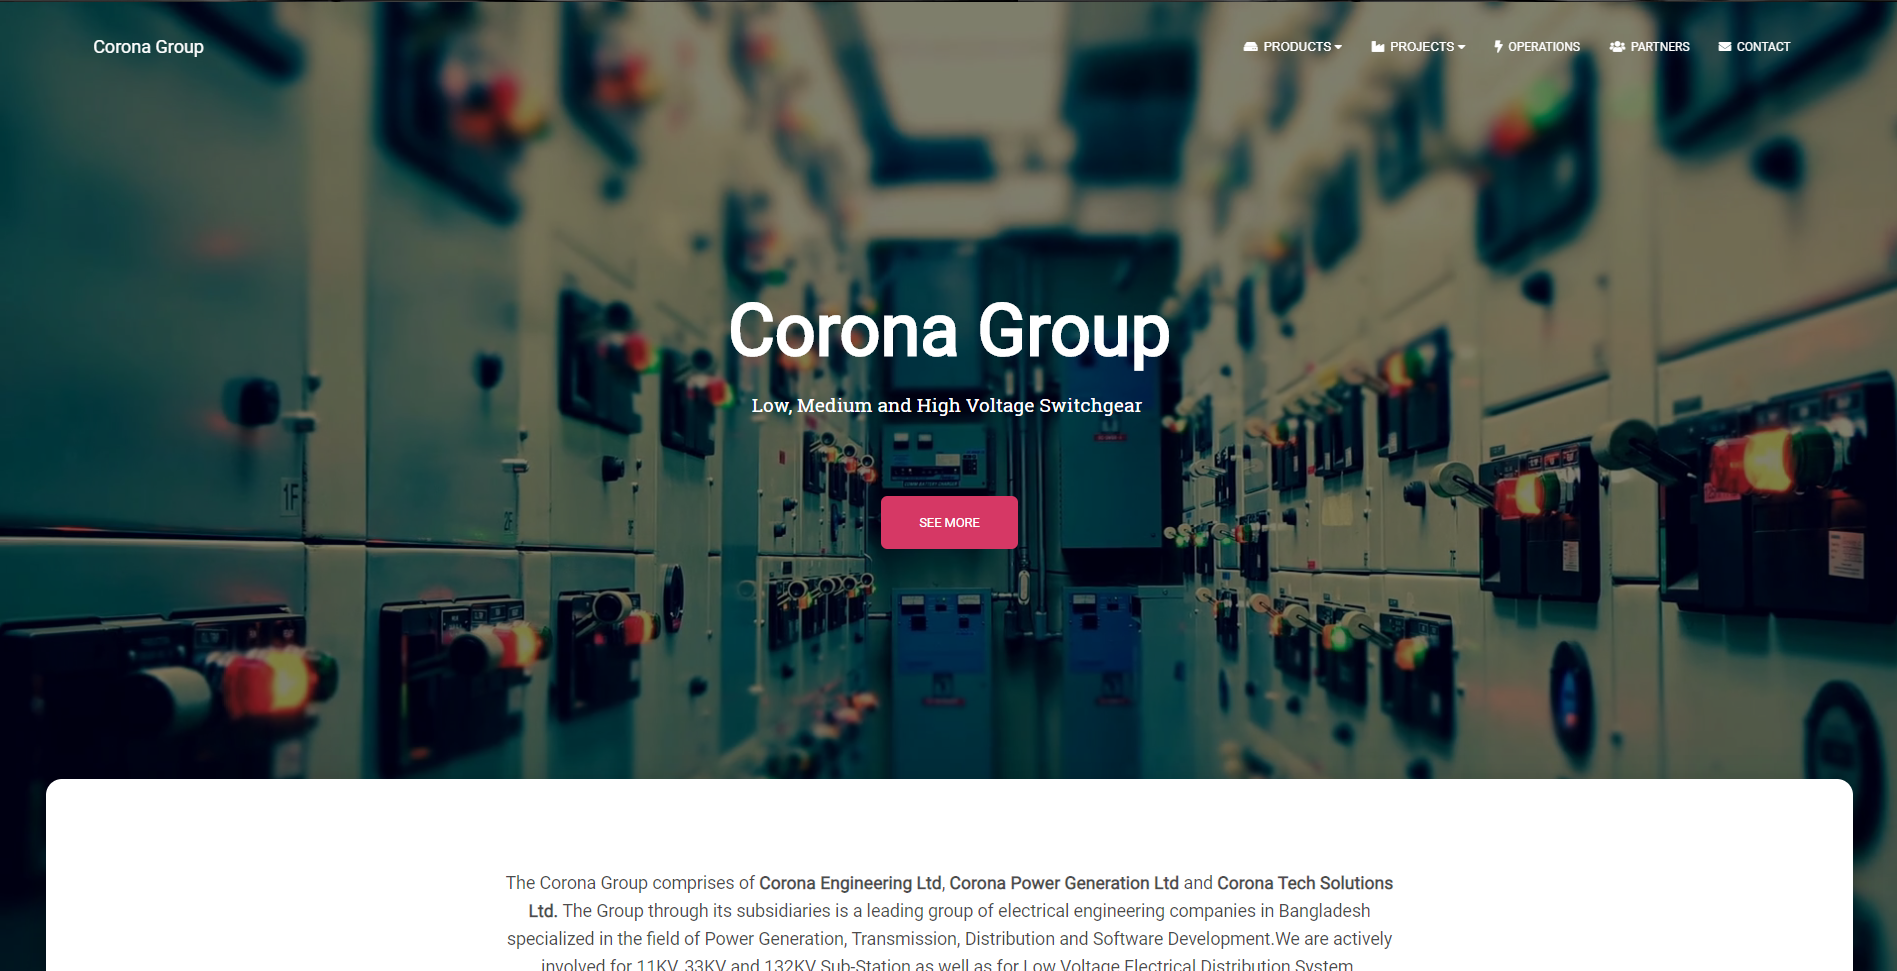 Corona Group
PRODUCTS
PROJECTS
OPERATIONS
PARTNERS
CONTACT
Corona Group
Low, Medium and High Voltage Switchgear
SEE MORE
1F
2F
The Corona Group comprises of Corona Engineering Ltd, Corona Power Generation Ltd and Corona Tech Solutions
Ltd. The Group through its subsidiaries is a leading group of electrical engineering companies in Bangladesh
specialized in the field of Power Generation, Transmission, Distribution and Software Development.We are actively
involved for 11KV, 33KV and 132KV Sub-Station as well as for Low Voltage Electrical Distribution System.